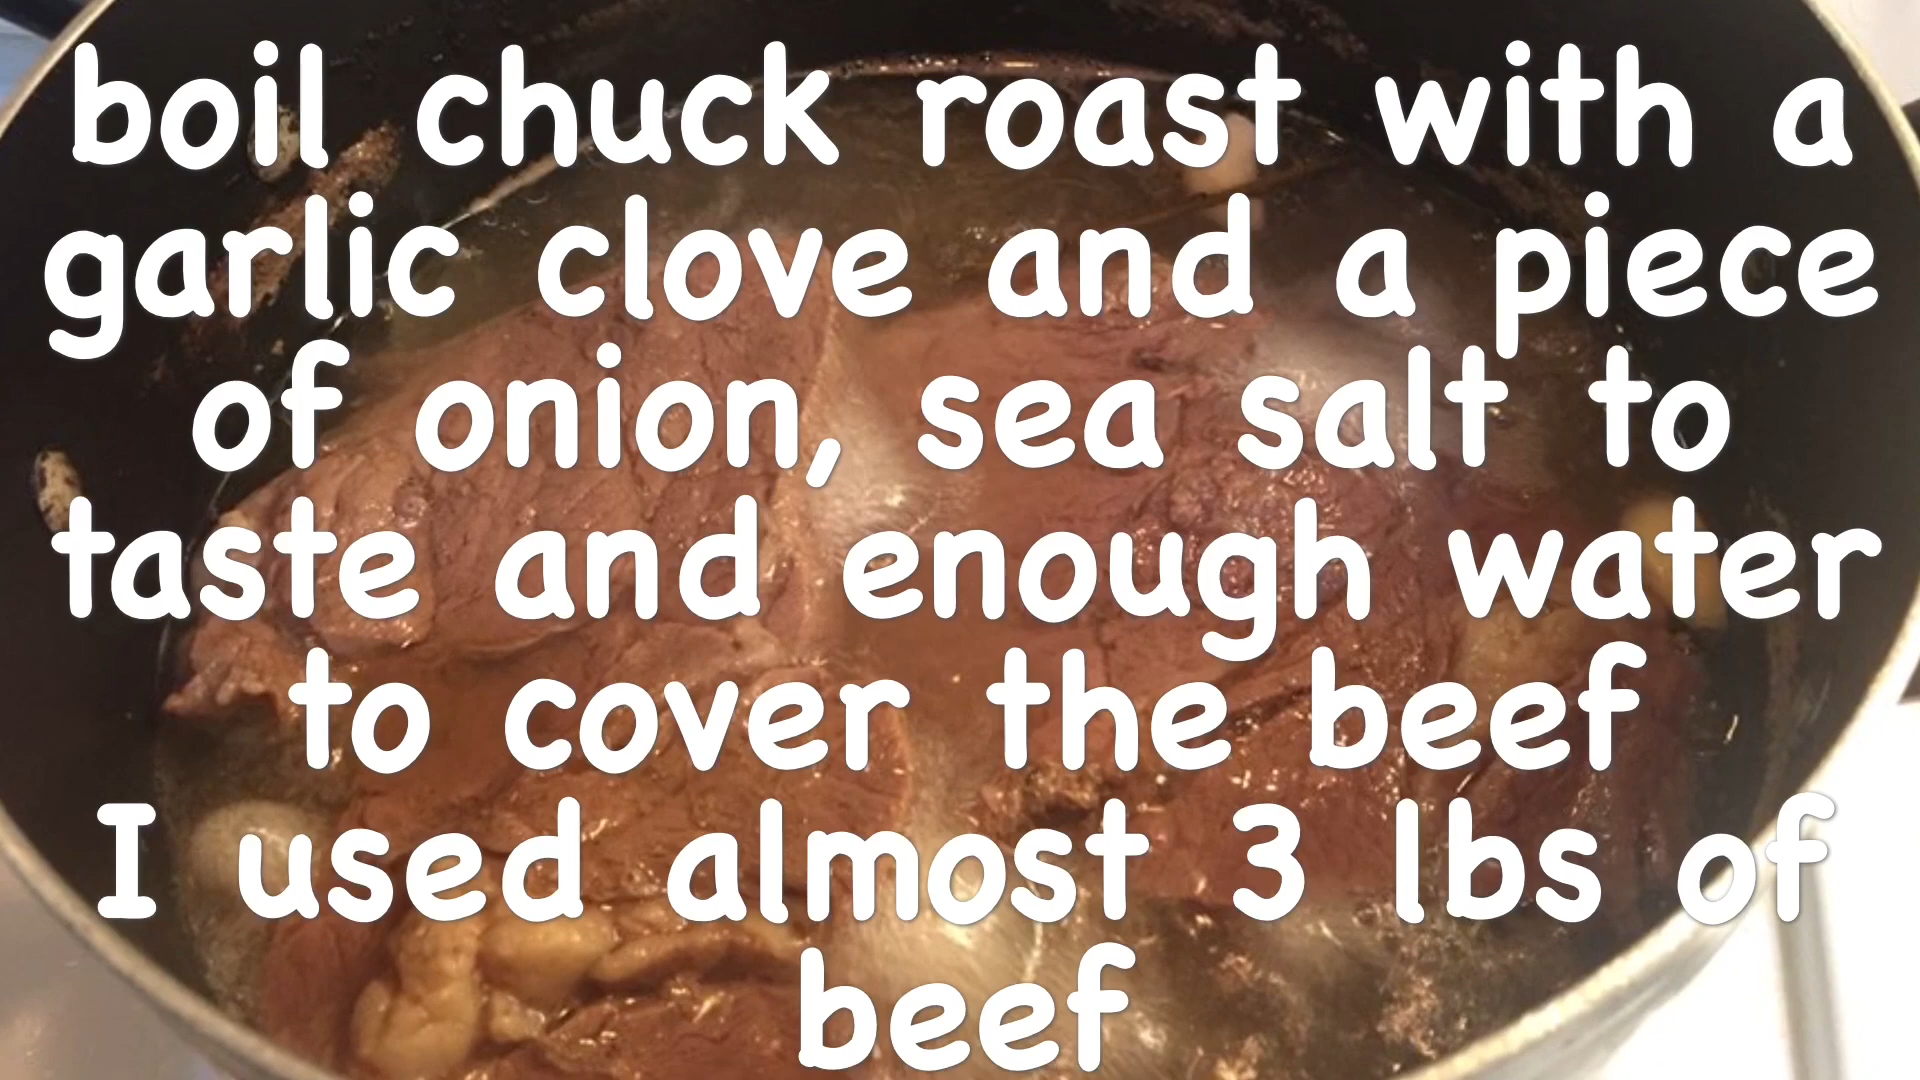 boil chuck roast with a
garlic clove and a piece
of onion, sea salt to
taste and enough water
to cover the beef
I used almost 3 lbs of
beef